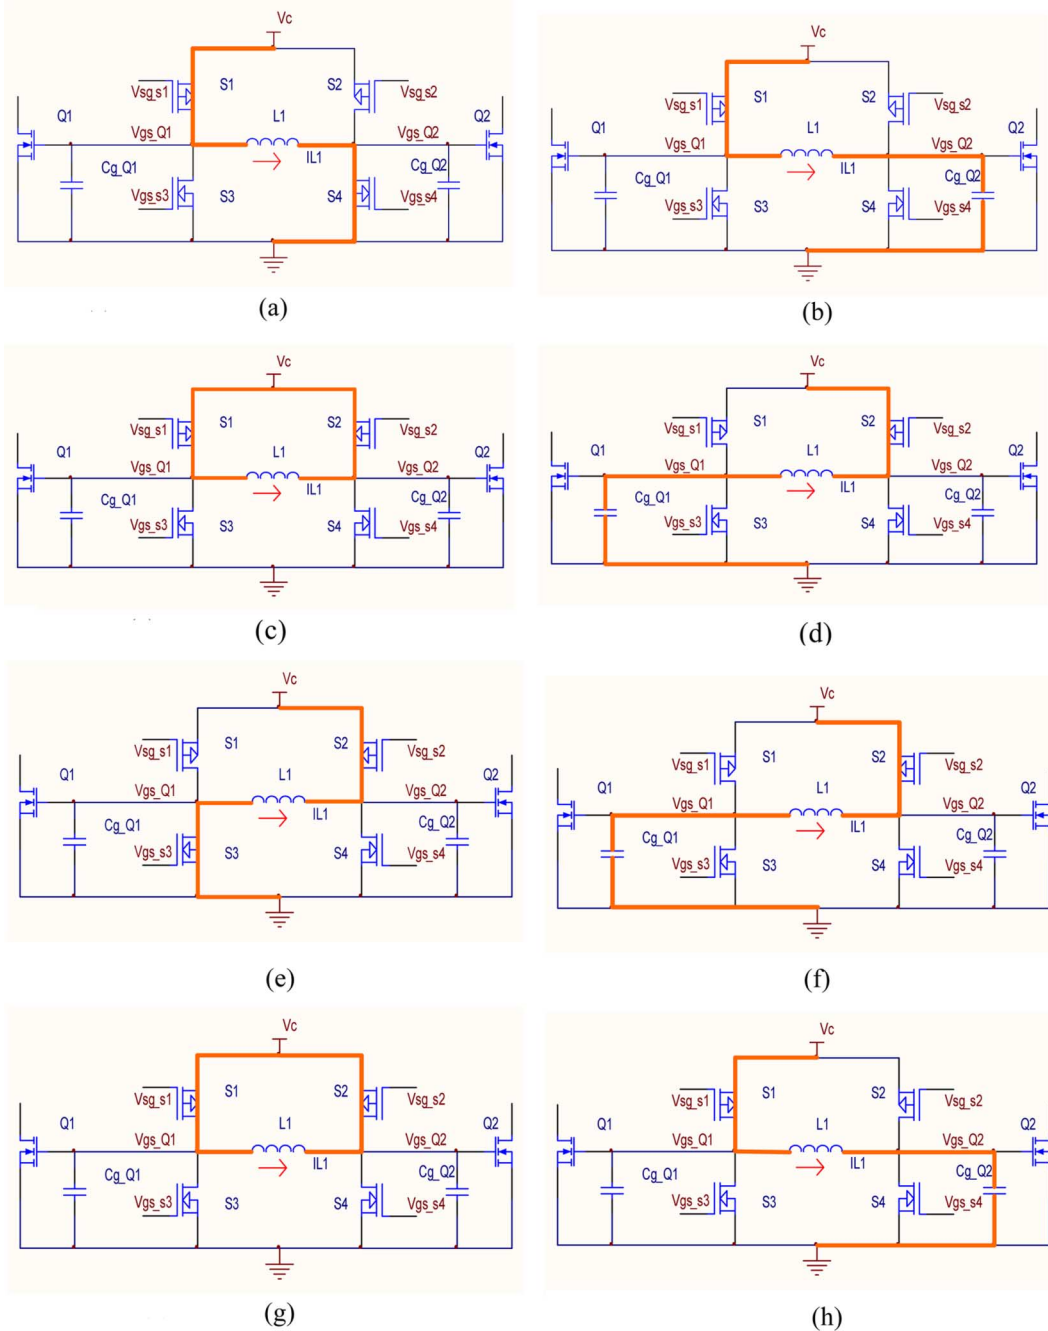 Vc
S1 S2
Vsg_s1 Vsg_s2
Q1 L1 Q2
Vgs_Q1 Vgs_Q2
IL1
Cg_Q1 Cg_Q2
Vgs_s3 S3 S4 Vgs_s4
(a)
Vc
S1 S2
Vsg_s1 Vsg_s2
Q1 L1 Q2
Vgs_Q1 Vgs_Q2
IL1
Cg_Q1 Cg_Q2
Vgs_s3 S3 S4 Vgs_s4
(b)
Vc
S1 S2
Vsg_s1 Vsg_s2
Q1 L1 Q2
Vgs_Q1 Vgs_Q2
IL1
Cg_Q1 Cg_Q2
Vgs_s3 S3 S4 Vgs_s4
(c)
Vc
S1 S2
Vsg_s1 Vsg_s2
Q1 L1 Q2
Vgs_Q1 Vgs_Q2
IL1
Cg_Q1 Cg_Q2
Vgs_s3 S3 S4 Vgs_s4
(d)
Vc
S1 S2
Vsg_s1 Vsg_s2
Q1 L1 Q2
Vgs_Q1 Vgs_Q2
IL1
Cg_Q1 Cg_Q2
Vgs_s3 S3 S4 Vgs_s4
(e)
Vc
S1 S2
Vsg_s1 Vsg_s2
Q1 L1 Q2
Vgs_Q1 Vgs_Q2
IL1
Cg_Q1 Cg_Q2
Vgs_s3 S3 S4 Vgs_s4
(f)
Vc
S1 S2
Vsg_s1 Vsg_s2
Q1 L1 Q2
Vgs_Q1 Vgs_Q2
IL1
Cg_Q1 Cg_Q2
Vgs_s3 S3 S4 Vgs_s4
(g)
Vc
S1 S2
Vsg_s1 Vsg_s2
Q1 L1 Q2
Vgs_Q1 Vgs_Q2
IL1
Cg_Q1 Cg_Q2
Vgs_s3 S3 S4 Vgs_s4
(h)